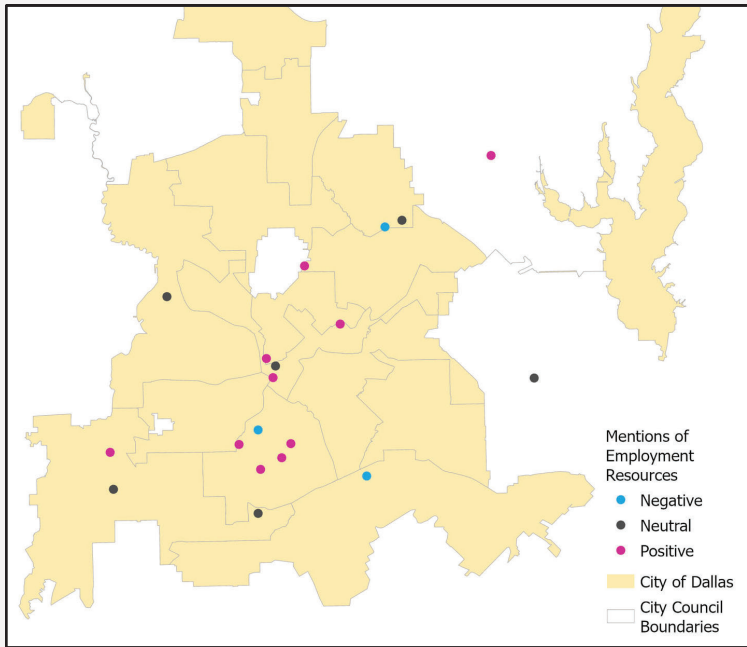 Mentions of
Employment
Resources
Negative
Neutral
Positive
City of Dallas
City Council
Boundaries